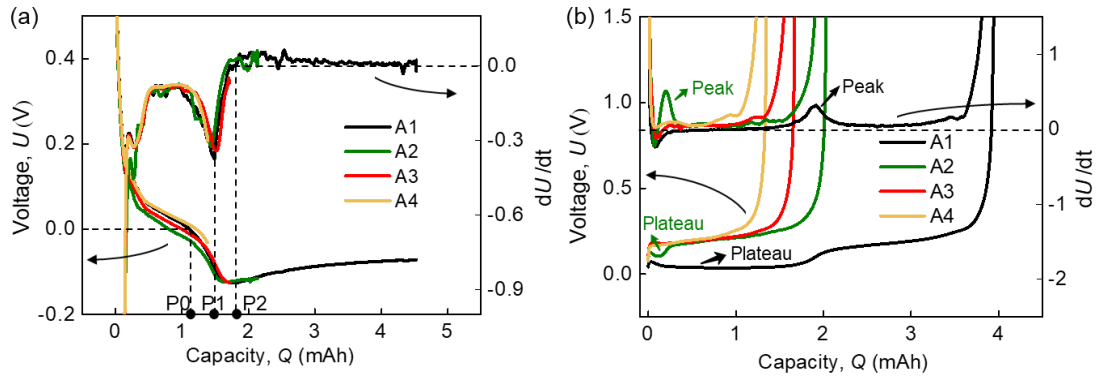 (a)
0.4
0.2
0.0
-0.2
Voltage, U (V)
0.0
-0.3
-0.6
-0.9
dU/dt
A1
A2
A3
A4
P0 P1 P2
0 1 2 3 4 5
Capacity, Q (mAh)
(b)
1.5
1.0
0.5
0.0
Voltage, U (V)
1
0
-1
-2
dU/dt
Peak
Peak
A1
A2
A3
A4
Plateau
Plateau
0 1 2 3 4
Capacity, Q (mAh)